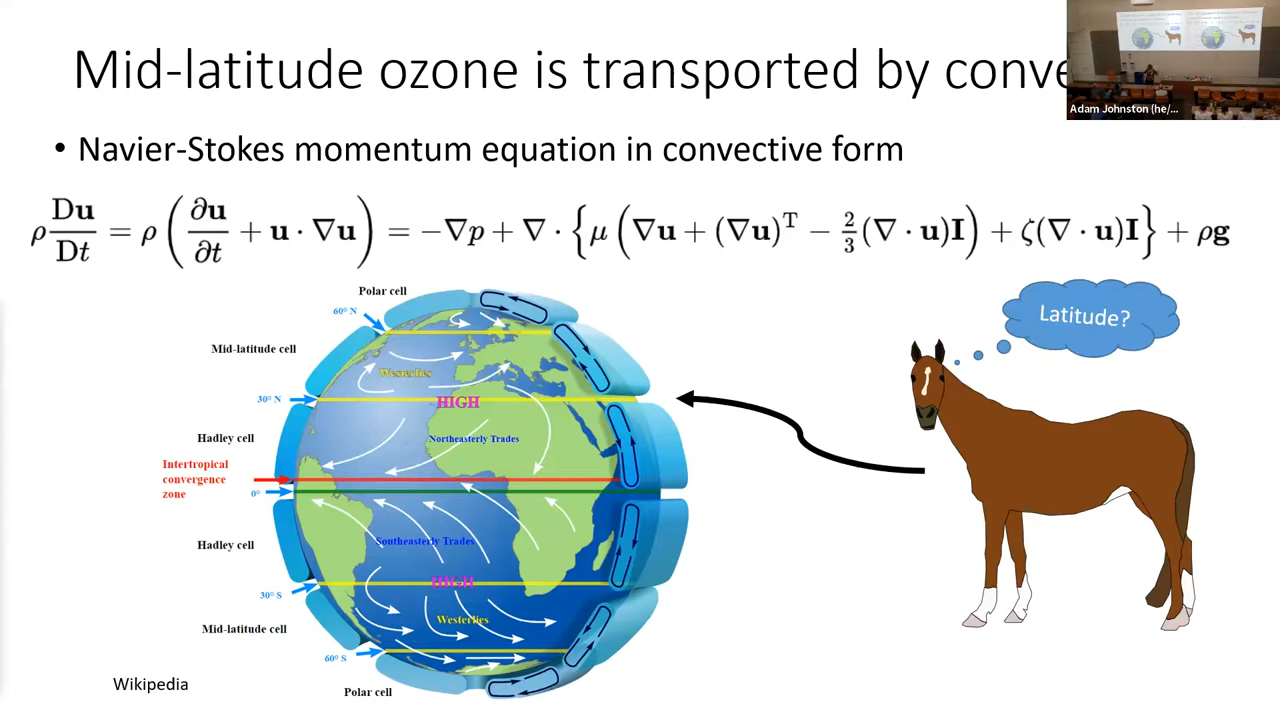 Mid-latitude ozone is transported by conve
Adam Johnston (he/...
• Navier-Stokes momentum equation in convective form
ρ Du/Dt = ρ (∂u/∂t + u · ∇u) = −∇p + ∇ · {μ (∇u + (∇u)ᵀ − 2/3 (∇ · u)I) + ζ(∇ · u)I} + ρg
Polar cell
60° N
Latitude?
Mid-latitude cell
Westerlies
30° N
HIGH
Hadley cell
Northeasterly Trades
Intertropical
convergence
zone
0°
Southeasterly Trades
Hadley cell
HIGH
30° S
Westerlies
Mid-latitude cell
60° S
Wikipedia
Polar cell